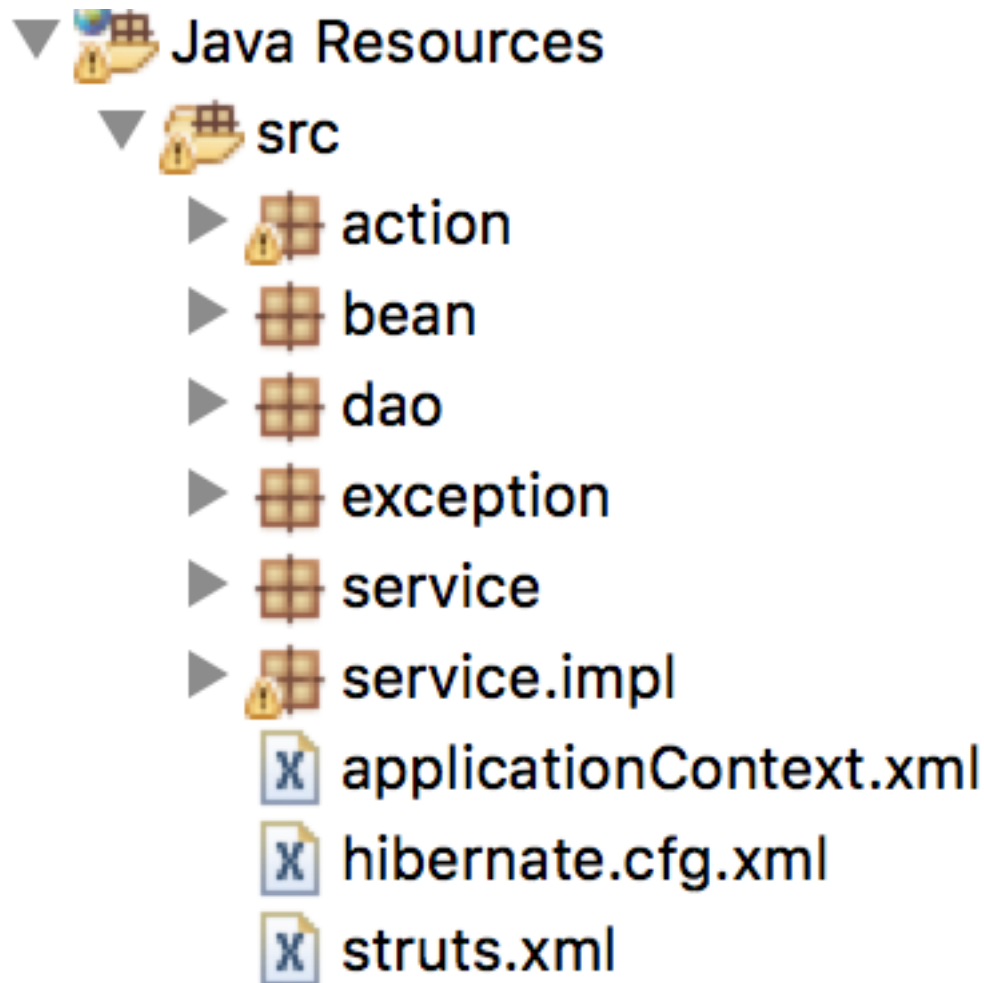 Java Resources
src
action
bean
dao
exception
service
service.impl
applicationContext.xml
hibernate.cfg.xml
struts.xml